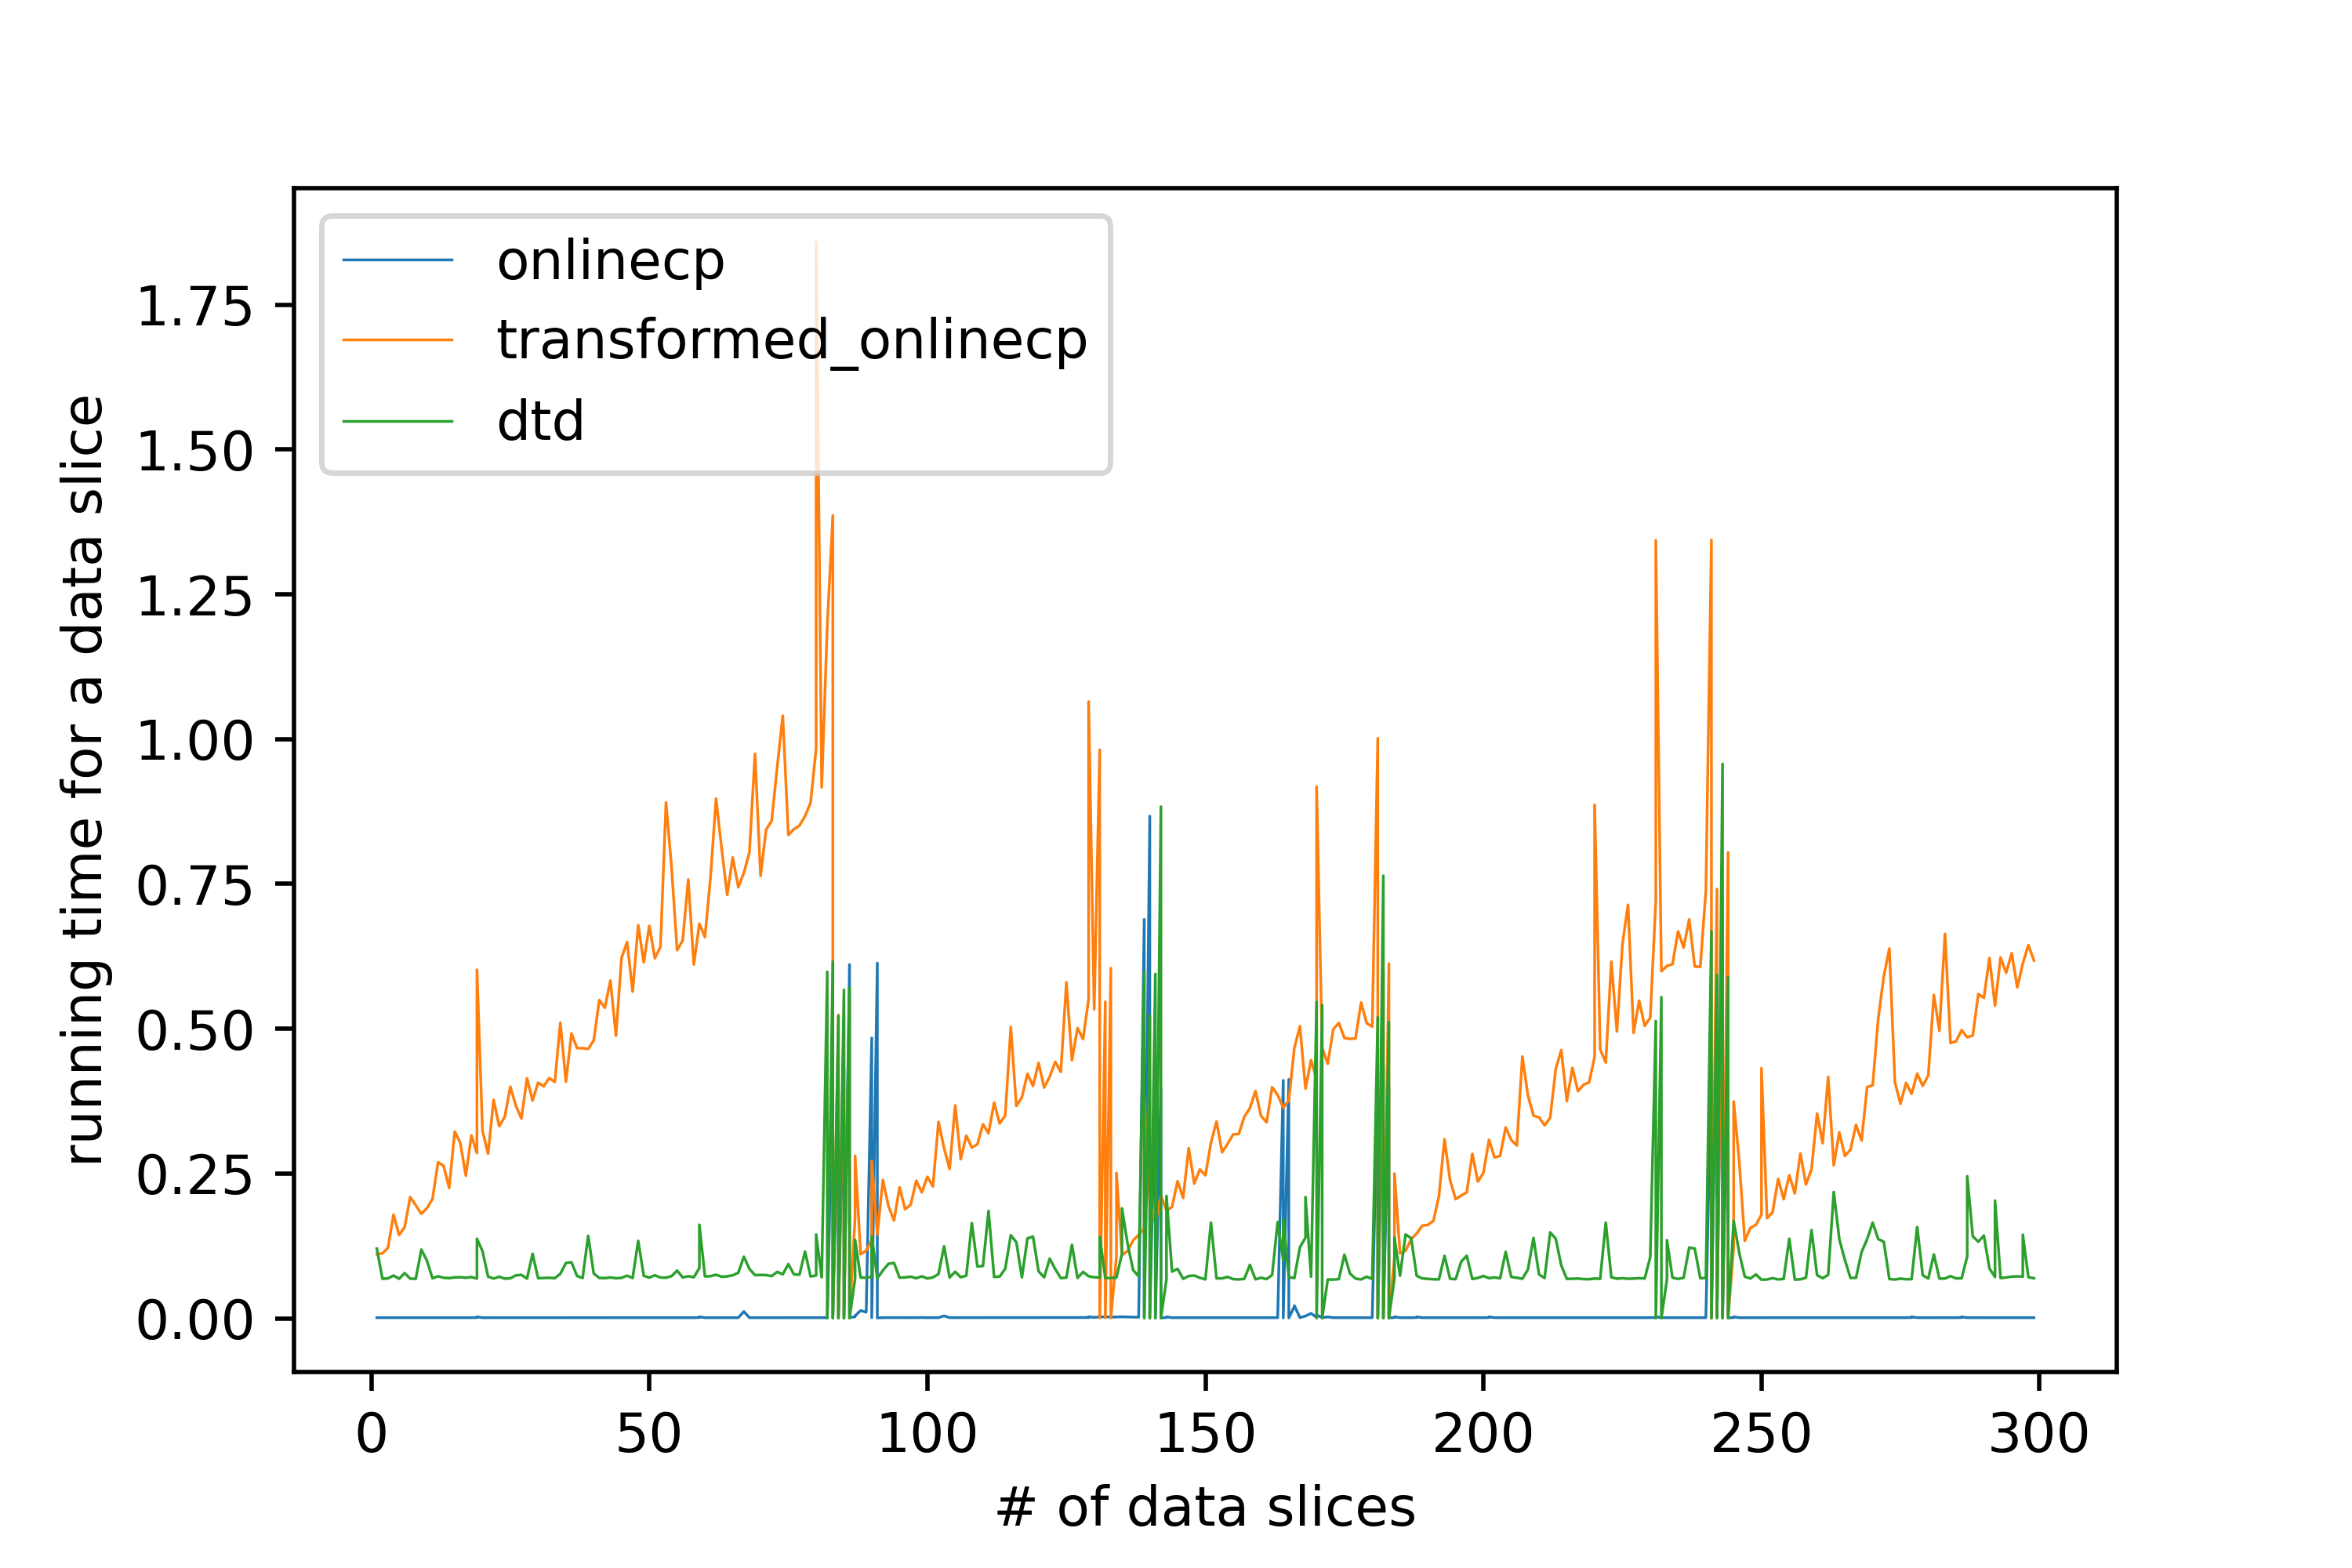 onlinecp
transformed_onlinecp
dtd
running time for a data slice
1.75
1.50
1.25
1.00
0.75
0.50
0.25
0.00
0 50 100 150 200 250 300
# of data slices